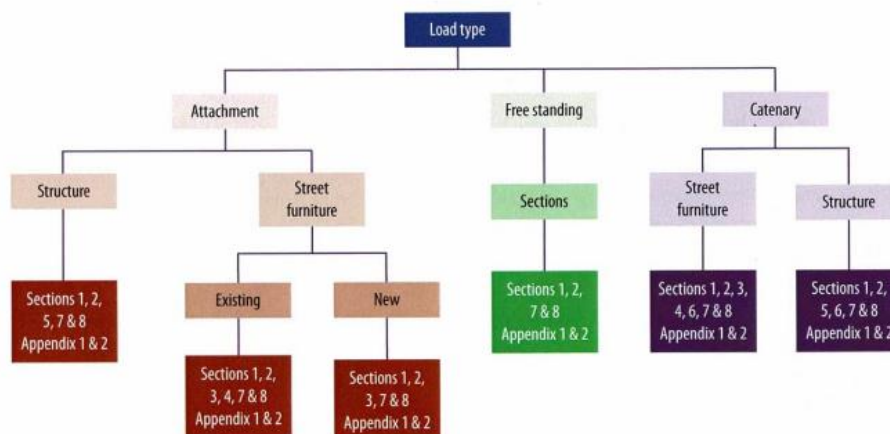 Load type
Attachment
Free standing
Catenary
Structure
Street
furniture
Sections
Street
furniture
Structure
Sections 1, 2,
5, 7 & 8
Appendix 1 & 2
Existing
New
Sections 1, 2,
7 & 8
Appendix 1 & 2
Sections 1, 2, 3,
4, 6, 7 & 8
Appendix 1 & 2
Sections 1, 2,
5, 6, 7 & 8
Appendix 1 & 2
Sections 1, 2,
3, 4, 7 & 8
Appendix 1 & 2
Sections 1, 2,
3, 7 & 8
Appendix 1 & 2